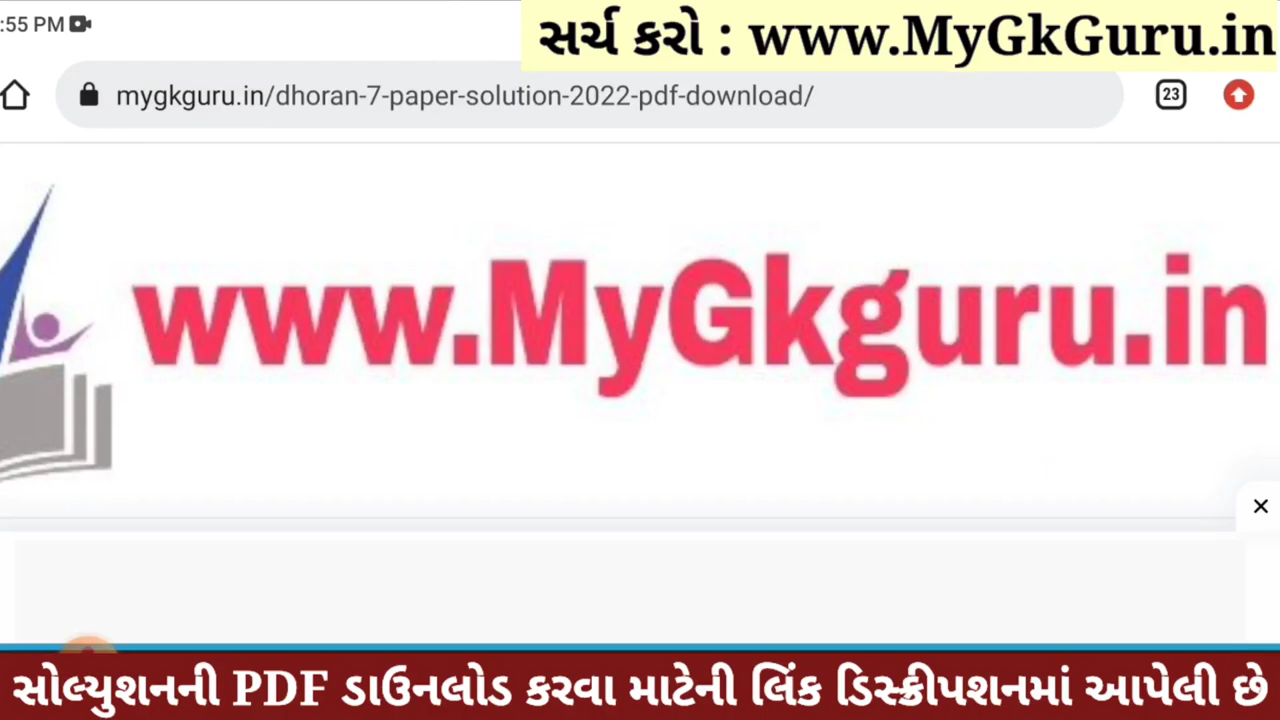 :55 PM
સર્ચ કરો : www.MyGkGuru.in
mygkguru.in/dhoran-7-paper-solution-2022-pdf-download/
23
www.MyGkguru.in
સોલ્યુશનની PDF ડાઉનલોડ કરવા માટેની લિંક ડિસ્ક્રીપશનમાં આપેલી છે